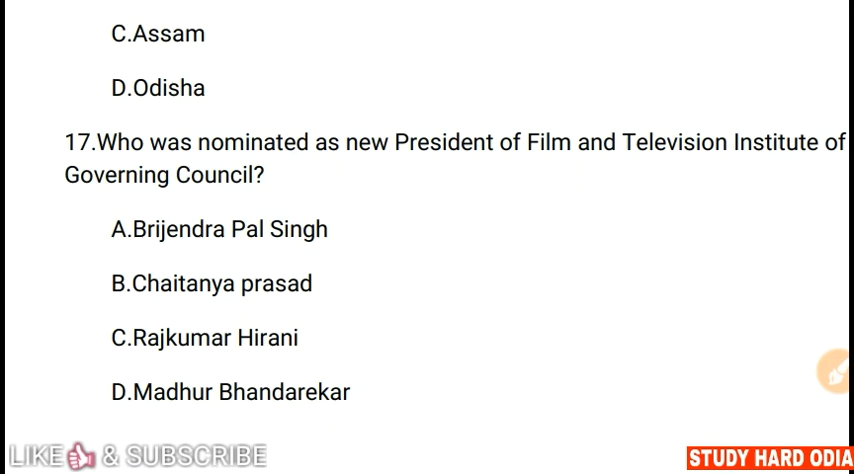 C.Assam
D.Odisha
17.Who was nominated as new President of Film and Television Institute of
Governing Council?
A.Brijendra Pal Singh
B.Chaitanya prasad
C.Rajkumar Hirani
D.Madhur Bhandarekar
LIKE & SUBSCRIBE
STUDY HARD ODIA